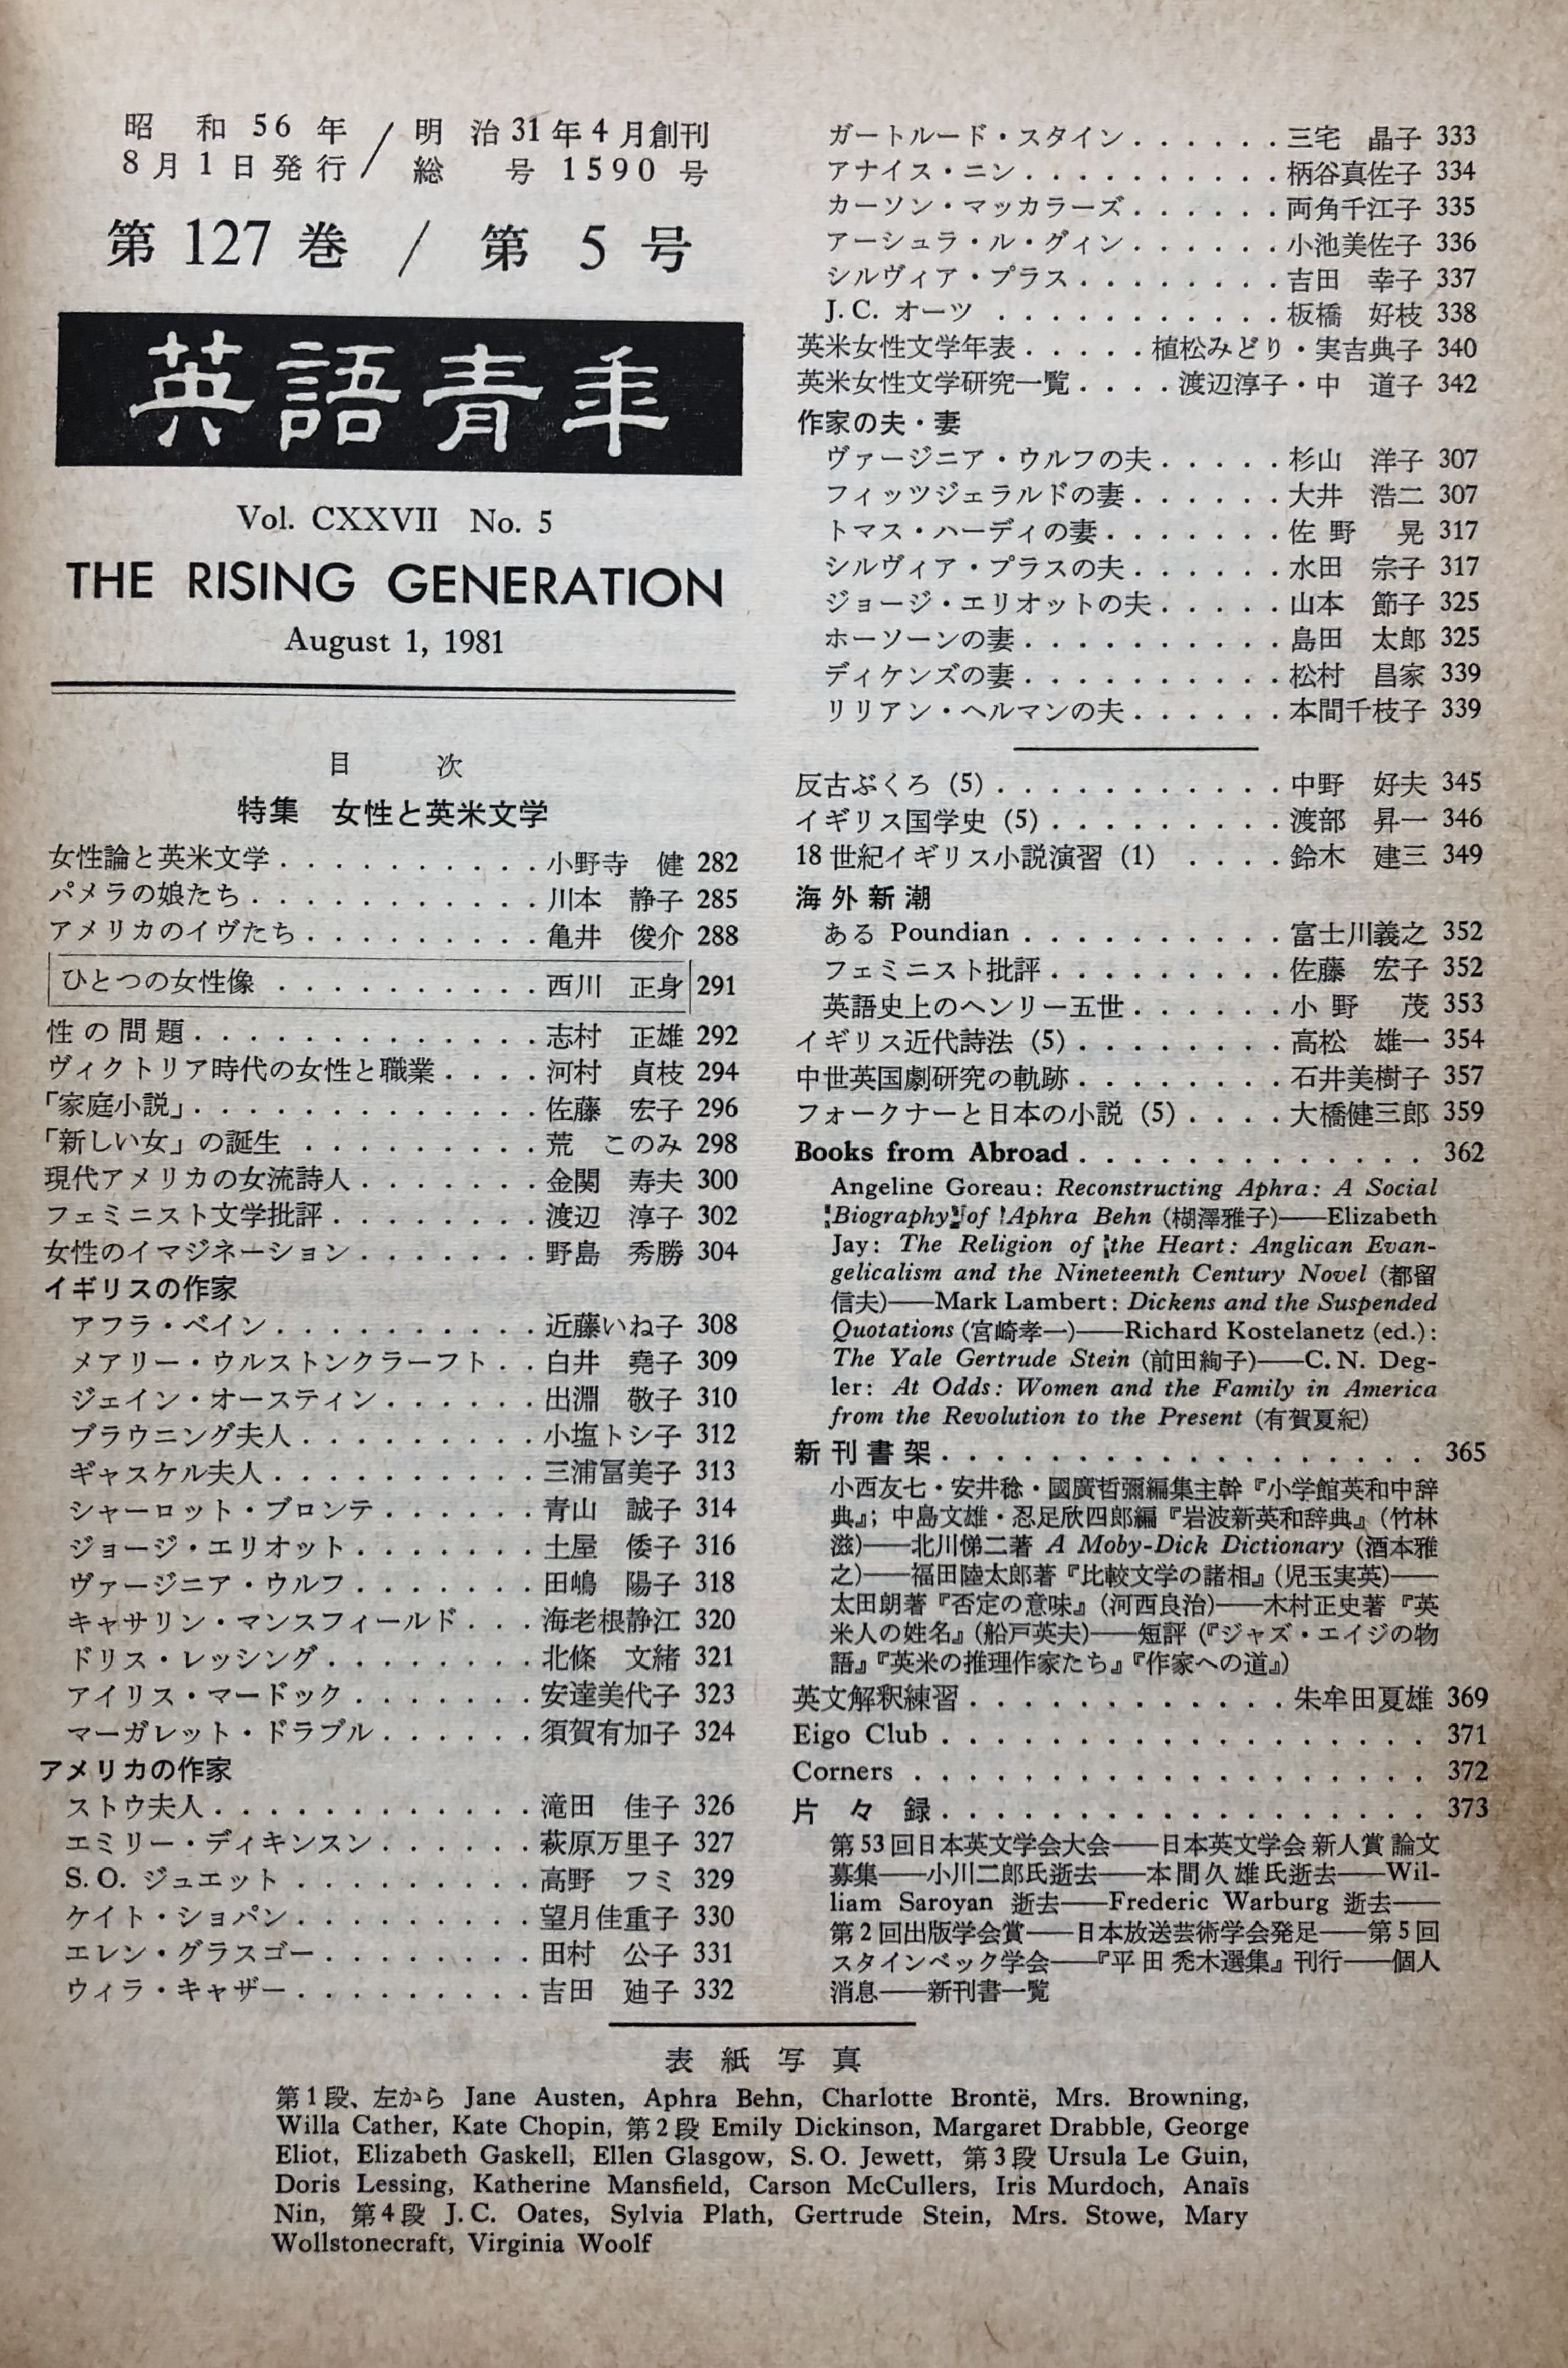 昭和56年/明治31年4月創刊
8月1日発行/総号1590号
第127巻/第5号
英語青年
Vol. CXXVII No. 5
THE RISING GENERATION
August 1, 1981
目次
特集 女性と英米文学
女性論と英米文学.........小野寺 健 282
パメラの娘たち...........川本 静子 285
アメリカのイヴたち.........亀井 俊介 288
ひとつの女性像..........西川 正身 291
性の問題.............志村 正雄 292
ヴィクトリア時代の女性と職業....河村 貞枝 294
「家庭小説」............佐藤 宏子 296
「新しい女」の誕生.........荒 このみ 298
現代アメリカの女流詩人.......金関 寿夫 300
フェミニスト文学批評........渡辺 淳子 302
女性のイマジネーション.......野島 秀勝 304
イギリスの作家
アフラ・ベイン..........近藤いね子 308
メアリー・ウルストンクラーフト..白井 堯子 309
ジェイン・オースティン......出淵 敬子 310
ブラウニング夫人.........小塩トシ子 312
ギャスケル夫人..........三浦冨美子 313
シャーロット・ブロンテ......青山 誠子 314
ジョージ・エリオット.......土屋 倭子 316
ヴァージニア・ウルフ.......田嶋 陽子 318
キャサリン・マンスフィールド...海老根静江 320
ドリス・レッシング........北條 文緒 321
アイリス・マードック.......安達美代子 323
マーガレット・ドラブル......須賀有加子 324
アメリカの作家
ストウ夫人............滝田 佳子 326
エミリー・ディキンスン......萩原万里子 327
S.O. ジュエット.........高野 フミ 329
ケイト・ショパン.........望月佳重子 330
エレン・グラスゴー........田村 公子 331
ウィラ・キャザー.........吉田 廸子 332
ガートルード・スタイン......三宅 晶子 333
アナイス・ニン..........柄谷真佐子 334
カーソン・マッカラーズ......両角千江子 335
アーシュラ・ル・グィン......小池美佐子 336
シルヴィア・プラス........吉田 幸子 337
J.C. オーツ...........板橋 好枝 338
英米女性文学年表.....植松みどり・実吉典子 340
英米女性文学研究一覧....渡辺淳子・中 道子 342
作家の夫・妻
ヴァージニア・ウルフの夫.....杉山 洋子 307
フィッツジェラルドの妻......大井 浩二 307
トマス・ハーディの妻.......佐野 晃 317
シルヴィア・プラスの夫......水田 宗子 317
ジョージ・エリオットの夫.....山本 節子 325
ホーソーンの妻..........島田 太郎 325
ディケンズの妻..........松村 昌家 339
リリアン・ヘルマンの夫......本間千枝子 339
反古ぶくろ (5)...........中野 好夫 345
イギリス国学史 (5).........渡部 昇一 346
18世紀イギリス小説演習 (1)....鈴木 建三 349
海外新潮
ある Poundian..........富士川義之 352
フェミニスト批評.........佐藤 宏子 352
英語史上のヘンリー五世......小野 茂 353
イギリス近代詩法 (5)........高松 雄一 354
中世英国劇研究の軌跡........石井美樹子 357
フォークナーと日本の小説 (5)....大橋健三郎 359
Books from Abroad.............362
Angeline Goreau: Reconstructing Aphra: A Social
Biography of Aphra Behn (楜澤雅子)——Elizabeth
Jay: The Religion of the Heart: Anglican Evan-
gelicalism and the Nineteenth Century Novel (都留
信夫)——Mark Lambert: Dickens and the Suspended
Quotations (宮崎孝一)——Richard Kostelanetz (ed.):
The Yale Gertrude Stein (前田絢子)——C. N. Deg-
ler: At Odds: Women and the Family in America
from the Revolution to the Present (有賀夏紀)
新刊書架..................365
小西友七・安井稔・國廣哲彌編集主幹『小学館英和中辞
典』; 中島文雄・忍足欣四郎編『岩波新英和辞典』(竹林
滋)——北川悌二著 A Moby-Dick Dictionary (酒本雅
之)——福田陸太郎著『比較文学の諸相』(児玉実英)——
太田朗著『否定の意味』(河西良治)——木村正史著『英
米人の姓名』(船戸英夫)——短評 (『ジャズ・エイジの物
語』『英米の推理作家たち』『作家への道』)
英文解釈練習............朱牟田夏雄 369
Eigo Club..................371
Corners...................372
片々録..................373
第53回日本英文学会大会——日本英文学会新人賞論文
募集——小川二郎氏逝去——本間久雄氏逝去——Wil-
liam Saroyan 逝去——Frederic Warburg 逝去——
第2回出版学会賞——日本放送芸術学会発足——第5回
スタインベック学会——『平田禿木選集』刊行——個人
消息——新刊書一覧
表紙写真
第1段、左から Jane Austen, Aphra Behn, Charlotte Brontë, Mrs. Browning,
Willa Cather, Kate Chopin, 第2段 Emily Dickinson, Margaret Drabble, George
Eliot, Elizabeth Gaskell, Ellen Glasgow, S. O. Jewett, 第3段 Ursula Le Guin,
Doris Lessing, Katherine Mansfield, Carson McCullers, Iris Murdoch, Anaïs
Nin, 第4段 J. C. Oates, Sylvia Plath, Gertrude Stein, Mrs. Stowe, Mary
Wollstonecraft, Virginia Woolf